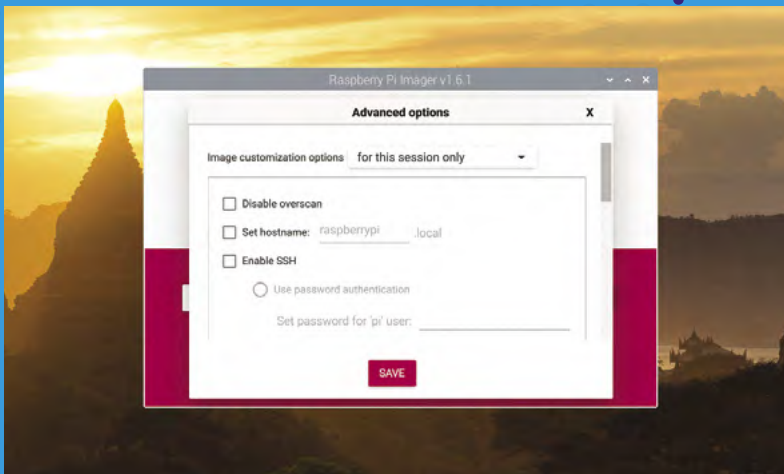 Raspberry Pi Imager v1.6.1
Advanced options X
Image customization options for this session only
Disable overscan
Set hostname: raspberrypi .local
Enable SSH
Use password authentication
Set password for 'pi' user:
SAVE